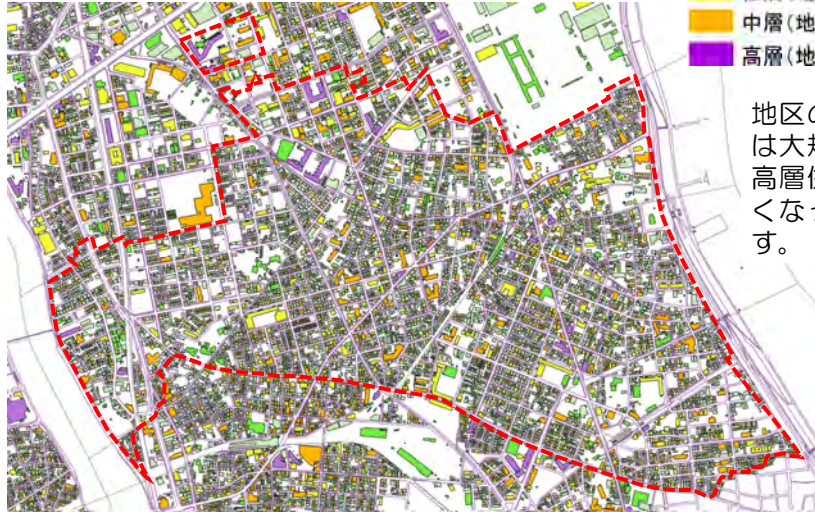 中層(地
高層(地
地区の
は大規
高層住
くなっ
す。